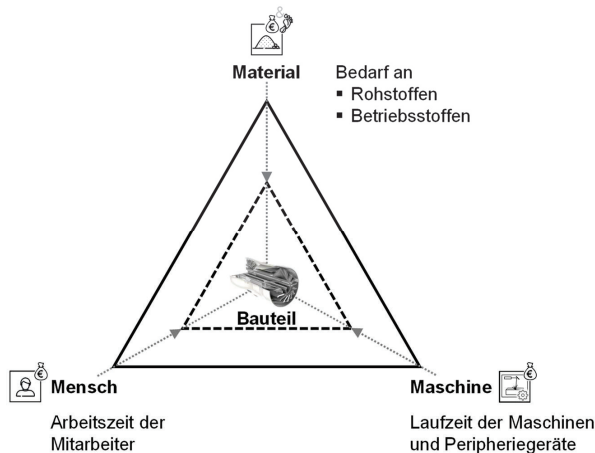 €
Material
Bedarf an
▪ Rohstoffen
▪ Betriebsstoffen
Bauteil
€
Mensch
Arbeitszeit der
Mitarbeiter
€
Maschine
Laufzeit der Maschinen
und Peripheriegeräte